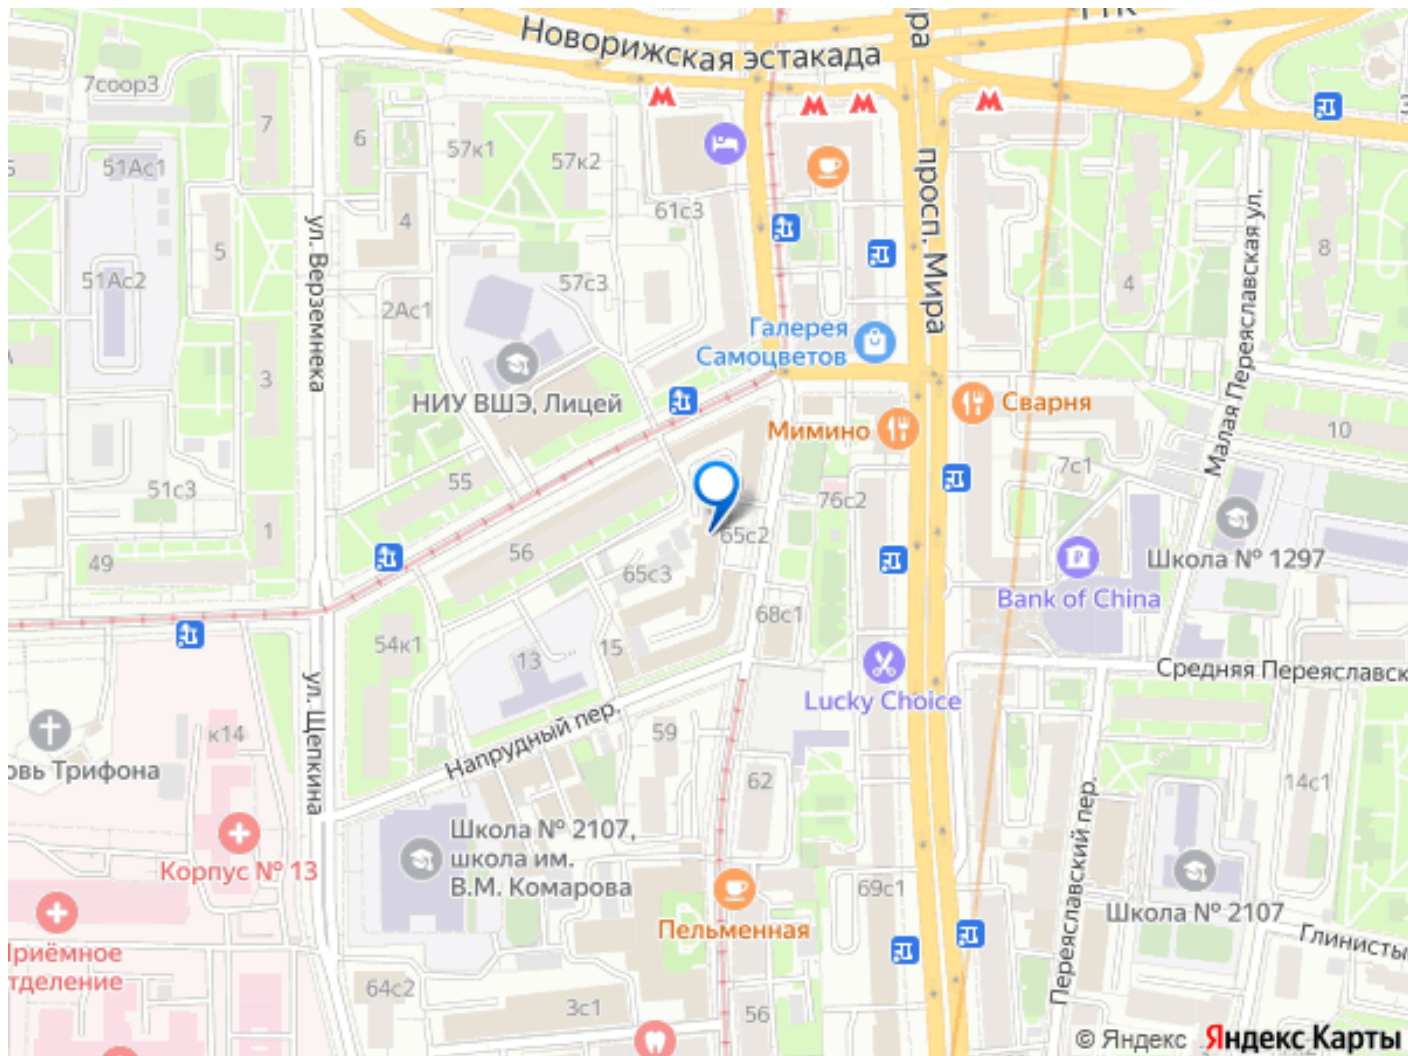 Новорижская эстакада
7соор3
7
6
57к1
57к2
51Ас1
61с3
4
5
51Ас2
57с3
2Ас1
ул. Верземнека
просп. Мира
Малая Переяславская ул.
8
4
Галерея
Самоцветов
3
НИУ ВШЭ, Лицей
Мимино
Сварня
10
7с1
55
51с3
76с2
1
56
65с2
49
65с3
Школа № 1297
Bank of China
68с1
54к1
15
13
Средняя Переяславск
Lucky Choice
ул. Щепкина
Напрудный пер.
59
к14
овь Трифона
62
14с1
Переяславский пер.
Школа № 2107,
школа им.
В.М. Комарова
Корпус № 13
69с1
Школа № 2107
Пельменная
Глинисты
Приёмное
тделение
64с2
3с1
56
© Яндекс Яндекс Карты